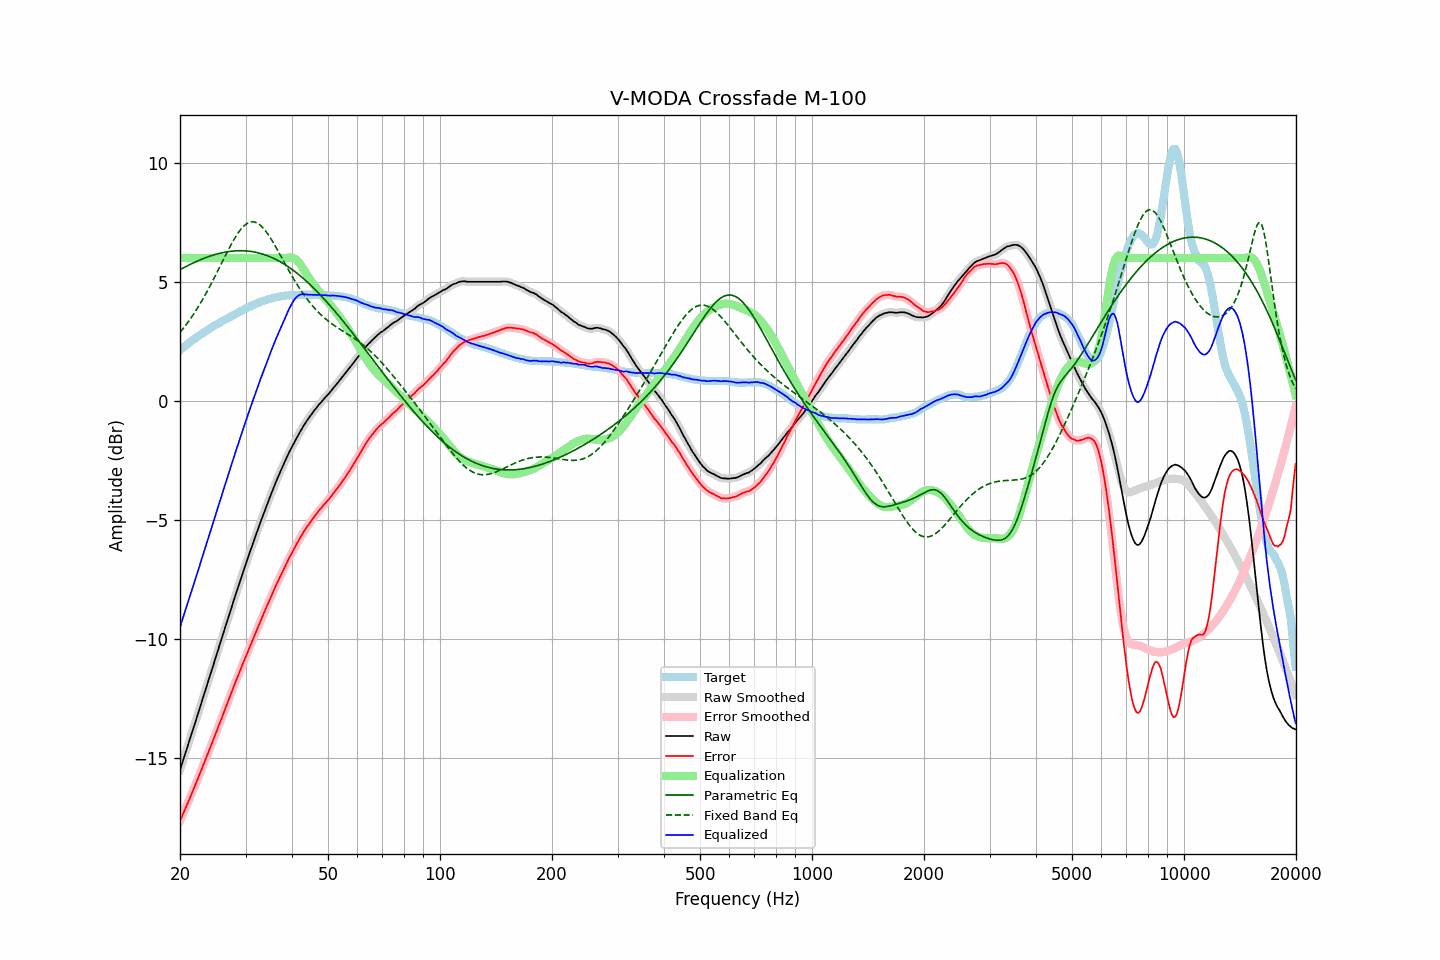 V-MODA Crossfade M-100
10
5
0
−5
−10
−15
Amplitude (dBr)
Target
Raw Smoothed
Error Smoothed
Raw
Error
Equalization
Parametric Eq
Fixed Band Eq
Equalized
20 50 100 200 500 1000 2000 5000 10000 20000
Frequency (Hz)